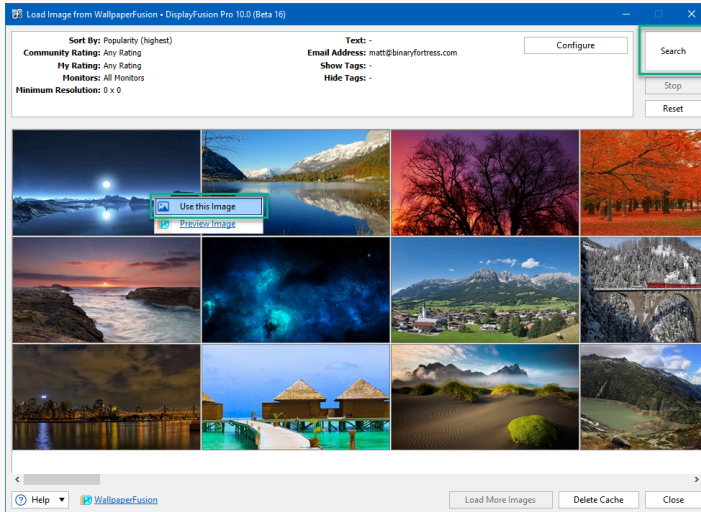 Load Image from WallpaperFusion • DisplayFusion Pro 10.0 (Beta 16)
Sort By: Popularity (highest)
Community Rating: Any Rating
My Rating: Any Rating
Monitors: All Monitors
Minimum Resolution: 0 x 0
Text: -
Email Address: matt@binaryfortress.com
Show Tags: -
Hide Tags: -
Configure
Search
Stop
Reset
Use this Image
Preview Image
Help
WallpaperFusion
Load More Images
Delete Cache
Close